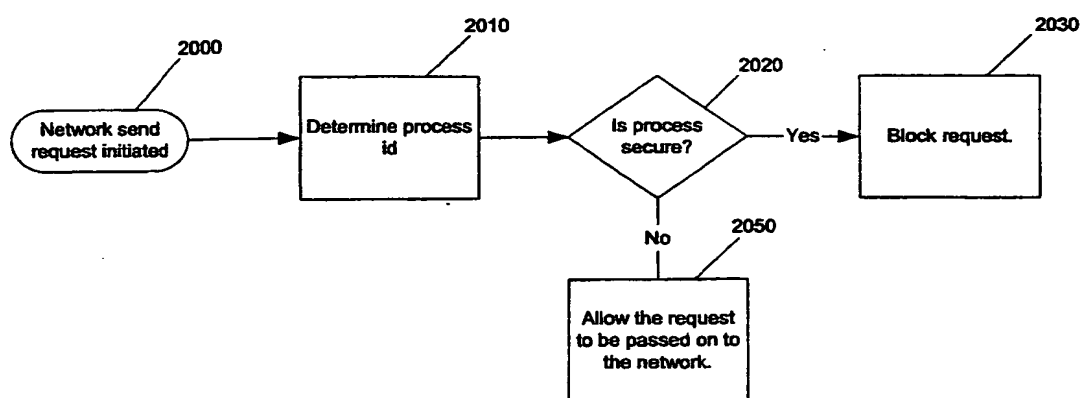 2000
Network send
request initiated
2010
Determine process
id
2020
Is process
secure?
Yes
2030
Block request.
No
2050
Allow the request
to be passed on to
the network.